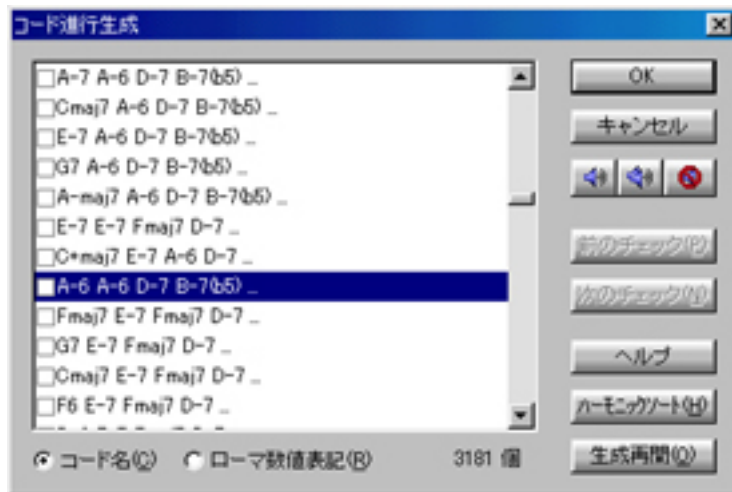 コード進行生成
A-7 A-6 D-7 B-7(b5) ...
Cmaj7 A-6 D-7 B-7(b5) ...
E-7 A-6 D-7 B-7(b5) ...
G7 A-6 D-7 B-7(b5) ...
A-maj7 A-6 D-7 B-7(b5) ...
E-7 E-7 Fmaj7 D-7 ...
C+maj7 E-7 A-6 D-7 ...
A-6 A-6 D-7 B-7(b5) ...
Fmaj7 E-7 Fmaj7 D-7 ...
G7 E-7 Fmaj7 D-7 ...
Cmaj7 E-7 Fmaj7 D-7 ...
F6 E-7 Fmaj7 D-7 ...
コード名(C) ローマ数値表記(R) 3181 個
OK
キャンセル
前のチェック(P)
次のチェック(N)
ヘルプ
ハーモニックソート(H)
生成再開(O)